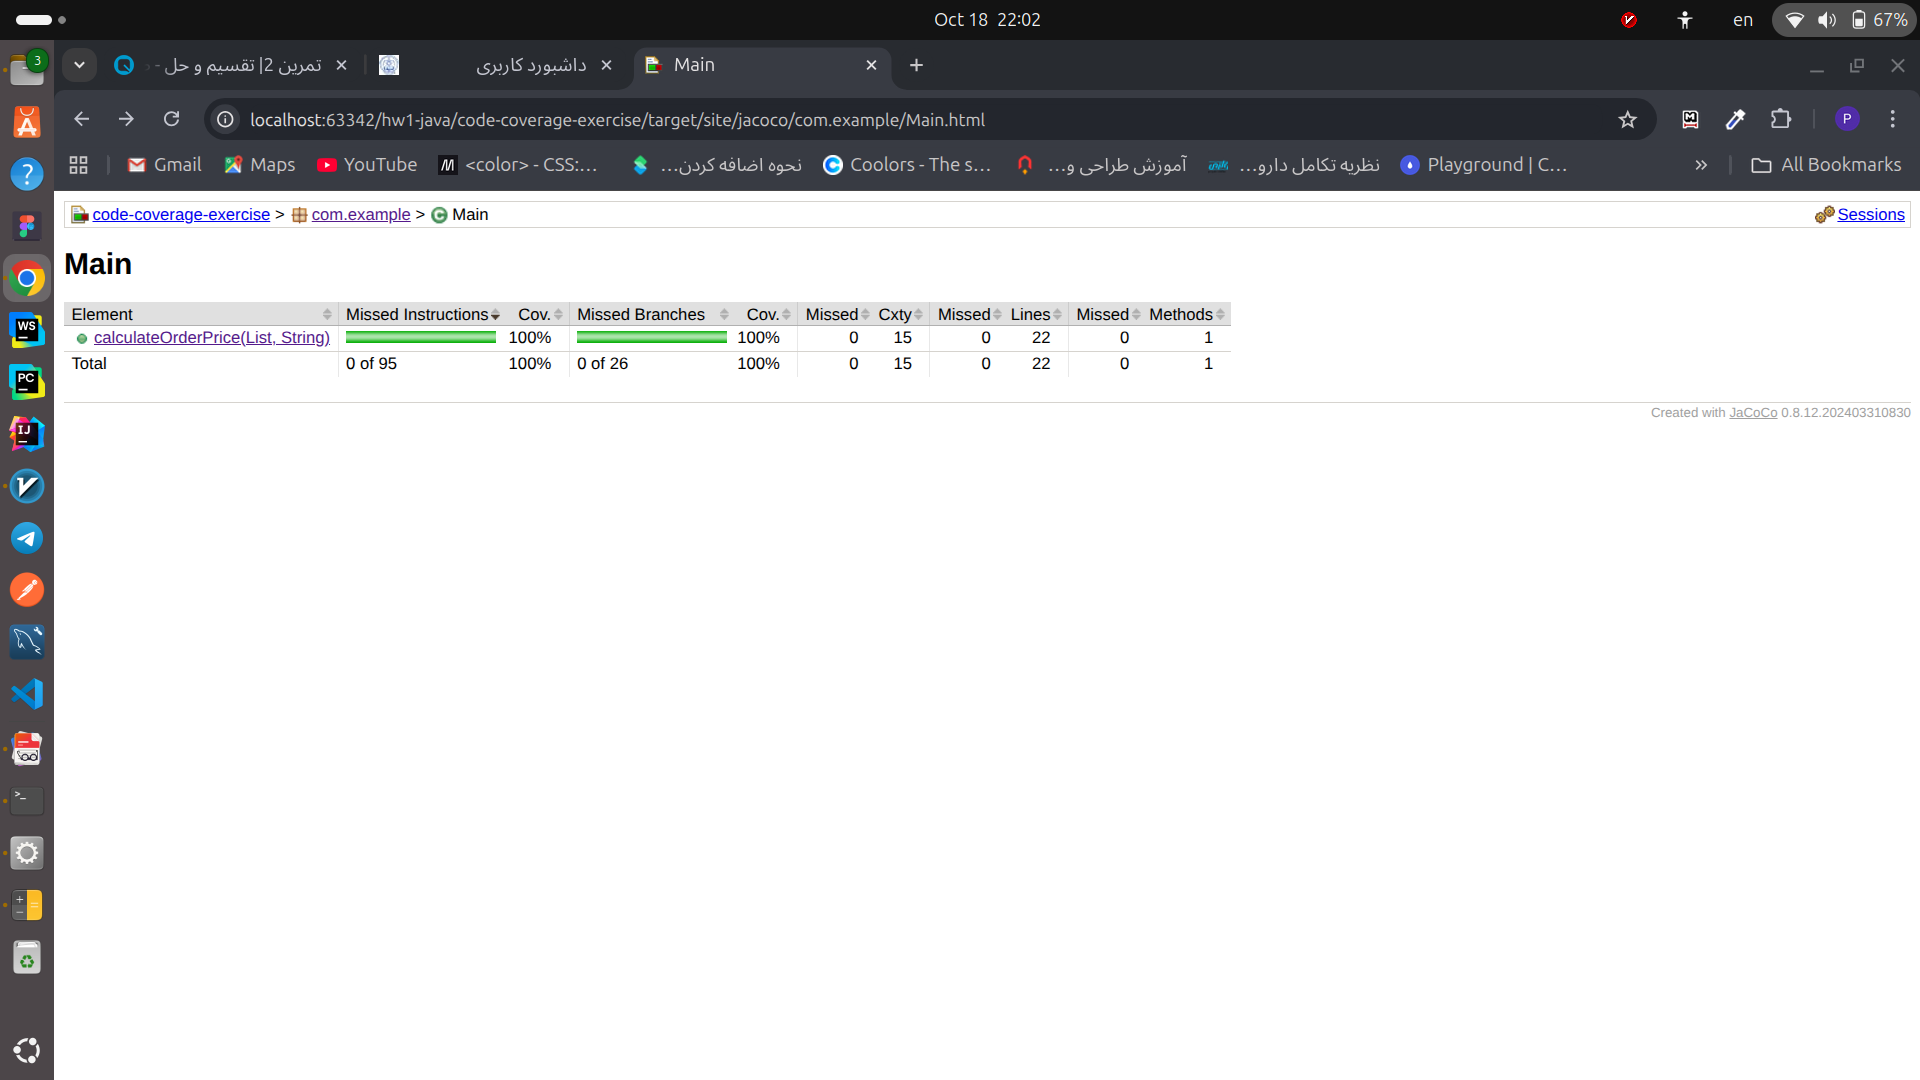 Oct 18 22:02
en
67%
3
تمرین 2| تقسیم و حل -
داشبورد کاربری
Main
localhost:63342/hw1-java/code-coverage-exercise/target/site/jacoco/com.example/Main.html
P
Gmail
Maps
YouTube
<color> - CSS:...
نحوه اضافه کردن...
Coolors - The s...
آموزش طراحی و...
نظریه تکامل دارو...
Playground | C...
All Bookmarks
code-coverage-exercise > com.example > Main
Sessions
Main
Element Missed Instructions Cov. Missed Branches Cov. Missed Cxty Missed Lines Missed Methods
calculateOrderPrice(List, String) 100% 100% 0 15 0 22 0 1
Total 0 of 95 100% 0 of 26 100% 0 15 0 22 0 1
Created with JaCoCo 0.8.12.202403310830
WS
PC
IJ